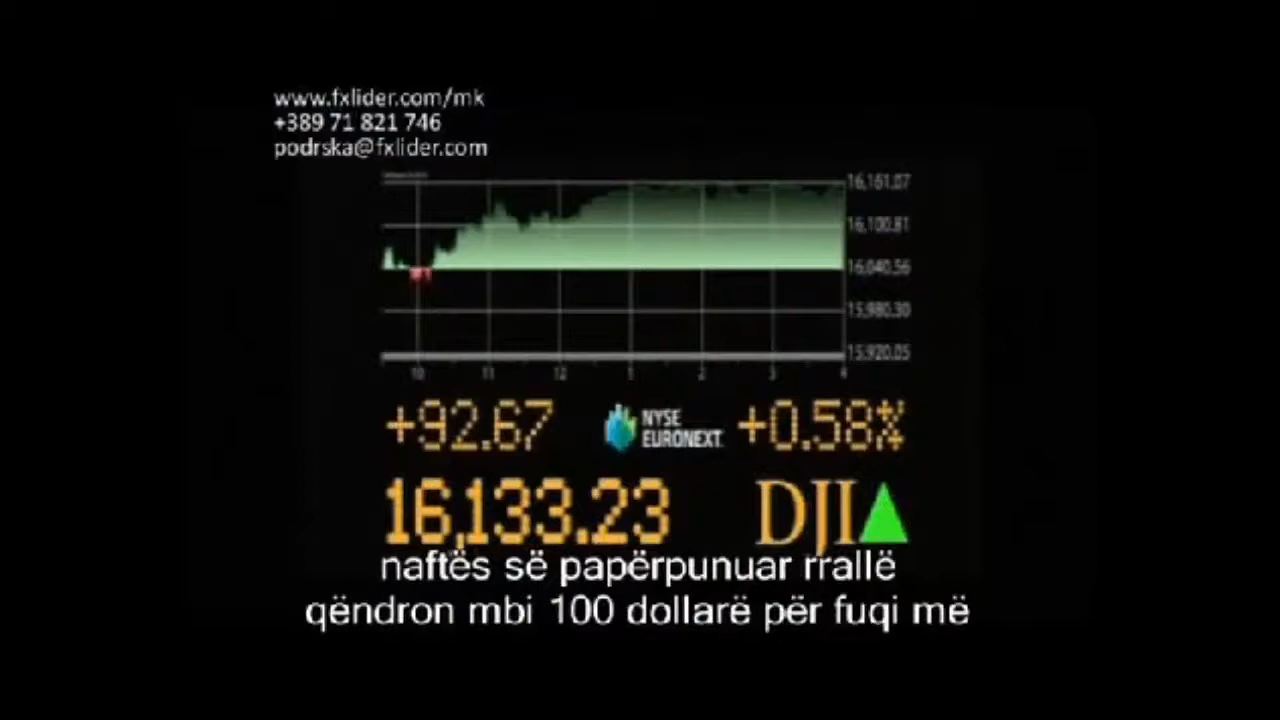 www.fxlider.com/mk
+389 71 821 746
podrska@fxlider.com
16,161.07
16,100.81
16,040.56
15,980.30
15,920.05
10 11 12 1 2 3 4
+92.67 NYSE EURONEXT +0.58%
16,133.23 DJIA
naftës së papërpunuar rrallë
qëndron mbi 100 dollarë për fuqi më